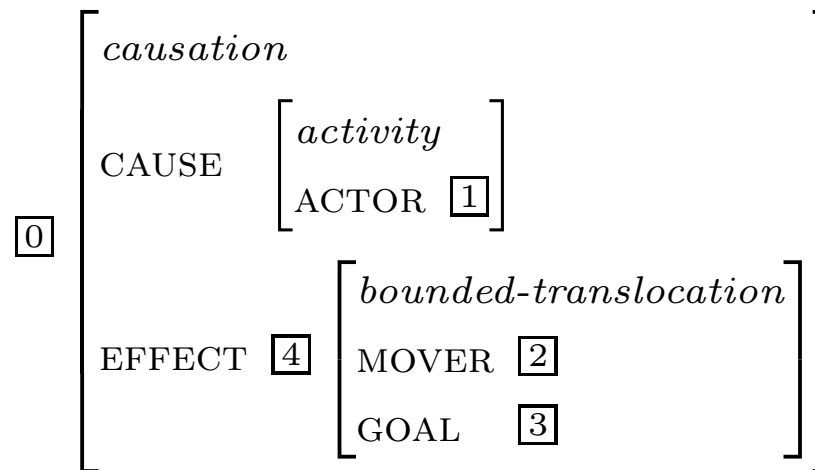 causation
activity
CAUSE
ACTOR 1
0
bounded-translocation
EFFECT 4 MOVER 2
GOAL 3